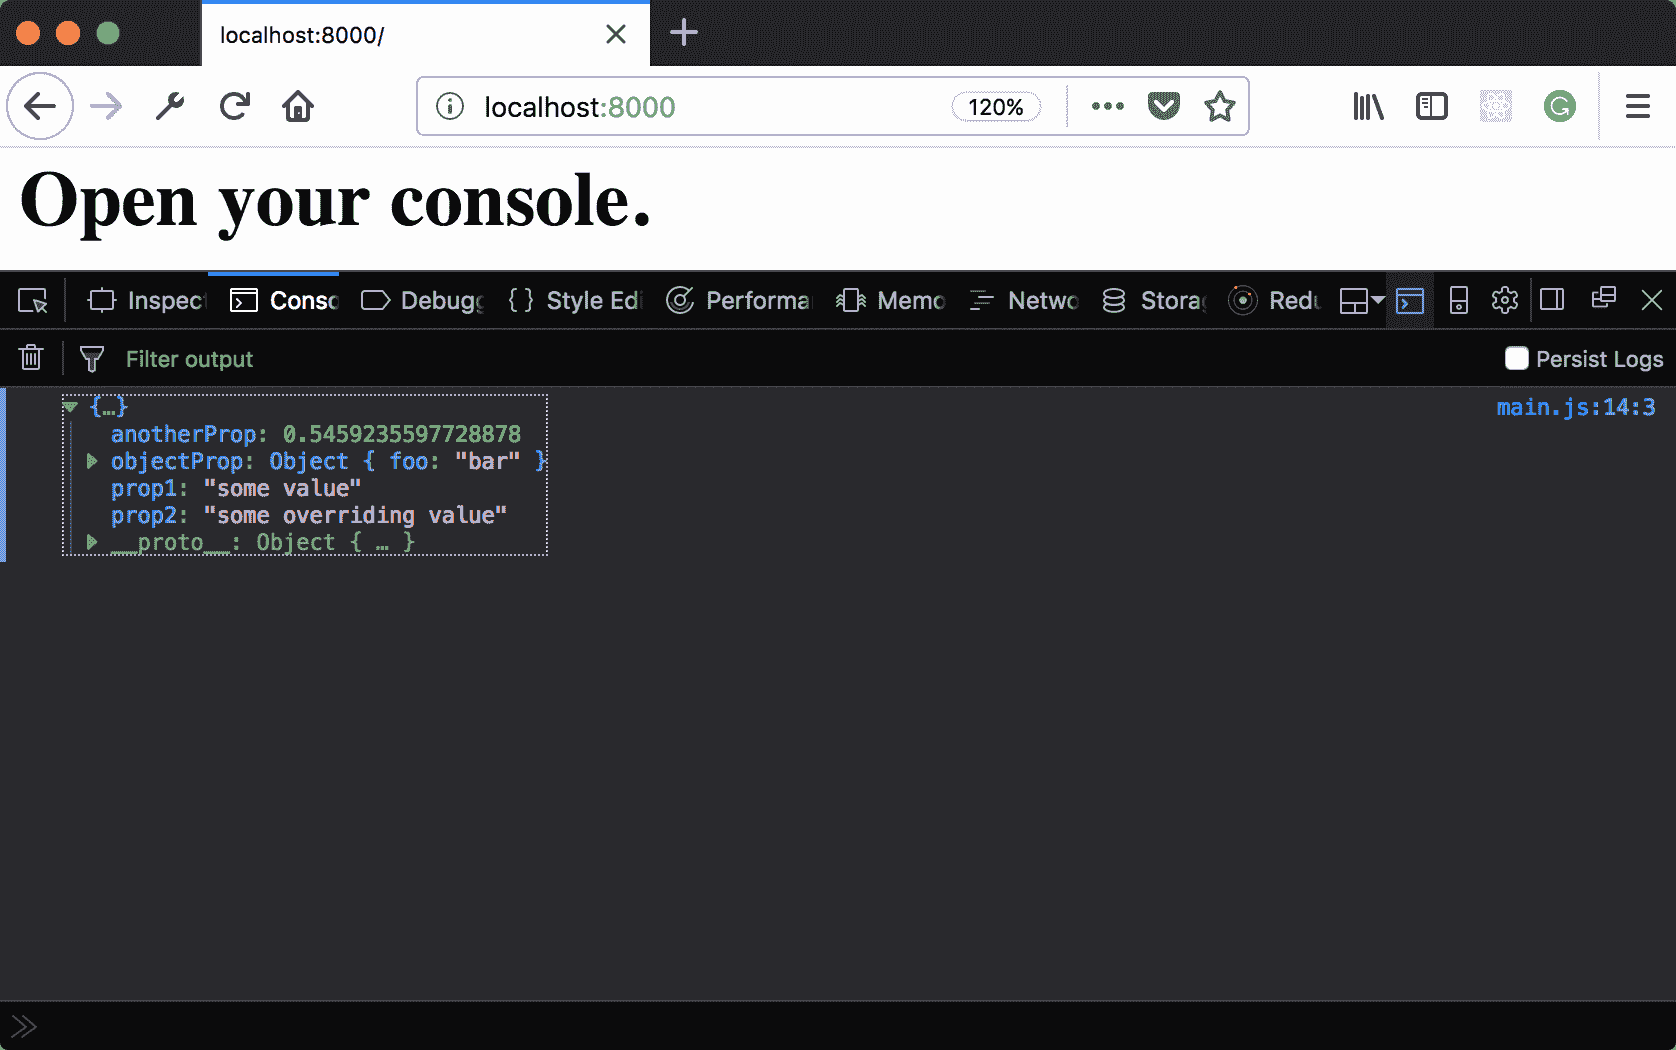 localhost:8000/
localhost:8000 120%
Open your console.
Inspec Conso Debugg { } Style Edi Performa Memo Netwo Stora Redu
Filter output Persist Logs
{…} main.js:14:3
anotherProp: 0.5459235597728878
objectProp: Object { foo: "bar" }
prop1: "some value"
prop2: "some overriding value"
__proto__: Object { … }